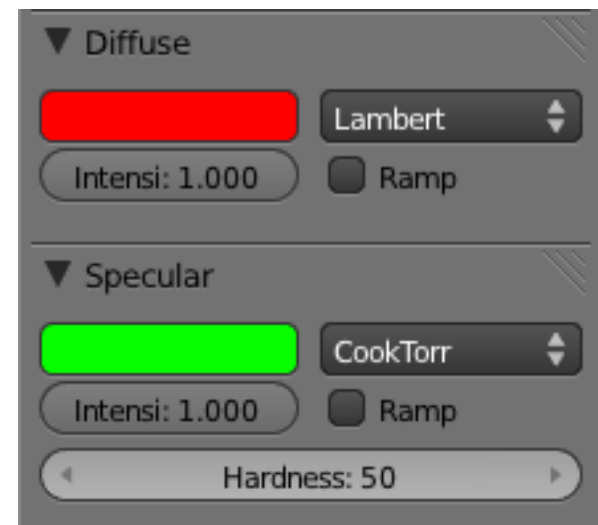 Diffuse
Lambert
Intensi: 1.000 Ramp
Specular
CookTorr
Intensi: 1.000 Ramp
Hardness: 50